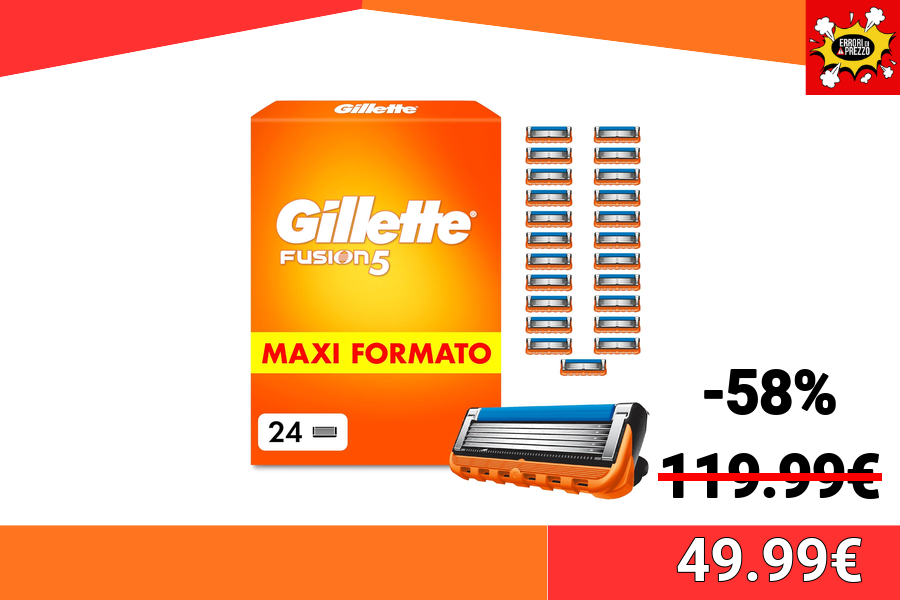 ERRORI DI
PREZZO
Gillette
Gillette®
FUSION5
MAXI FORMATO
24
-58%
119.99€
49.99€